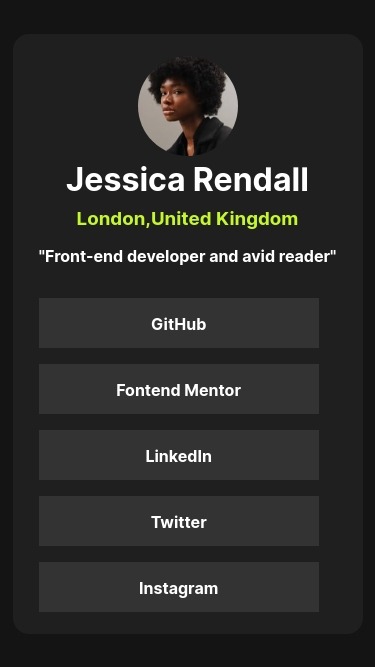 Jessica Rendall
London,United Kingdom
"Front-end developer and avid reader"
GitHub
Fontend Mentor
LinkedIn
Twitter
Instagram